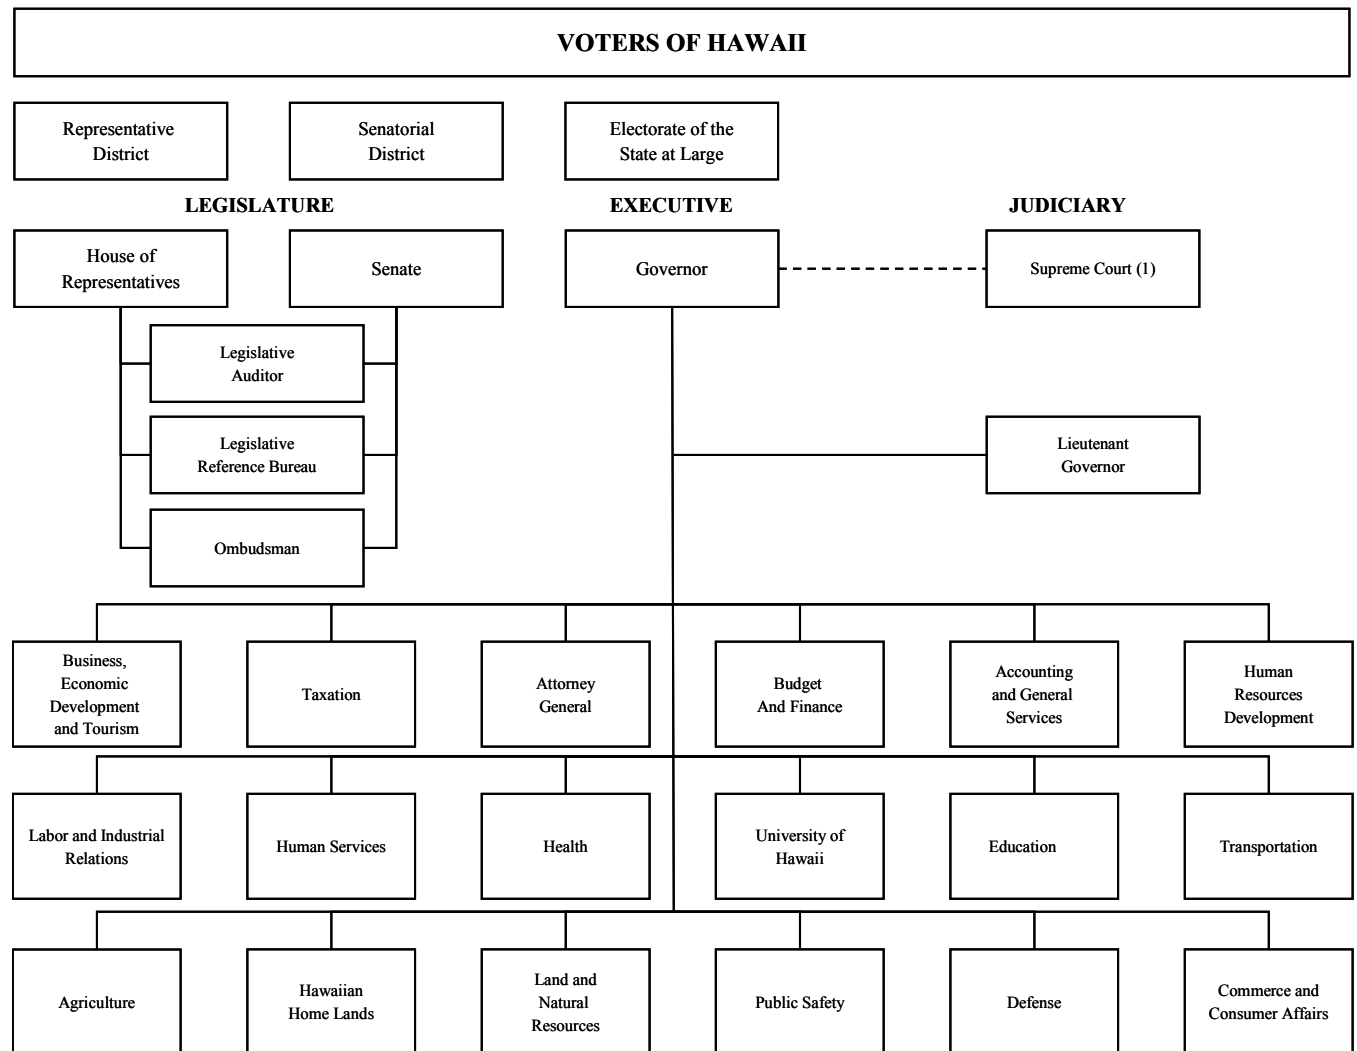 VOTERS OF HAWAII
Representative
District
Senatorial
District
Electorate of the
State at Large
LEGISLATURE
EXECUTIVE
JUDICIARY
House of
Representatives
Senate
Governor
Supreme Court (1)
Legislative
Auditor
Legislative
Reference Bureau
Lieutenant
Governor
Ombudsman
Business,
Economic
Development
and Tourism
Taxation
Attorney
General
Budget
And Finance
Accounting
and General
Services
Human
Resources
Development
Labor and Industrial
Relations
Human Services
Health
University of
Hawaii
Education
Transportation
Agriculture
Hawaiian
Home Lands
Land and
Natural
Resources
Public Safety
Defense
Commerce and
Consumer Affairs